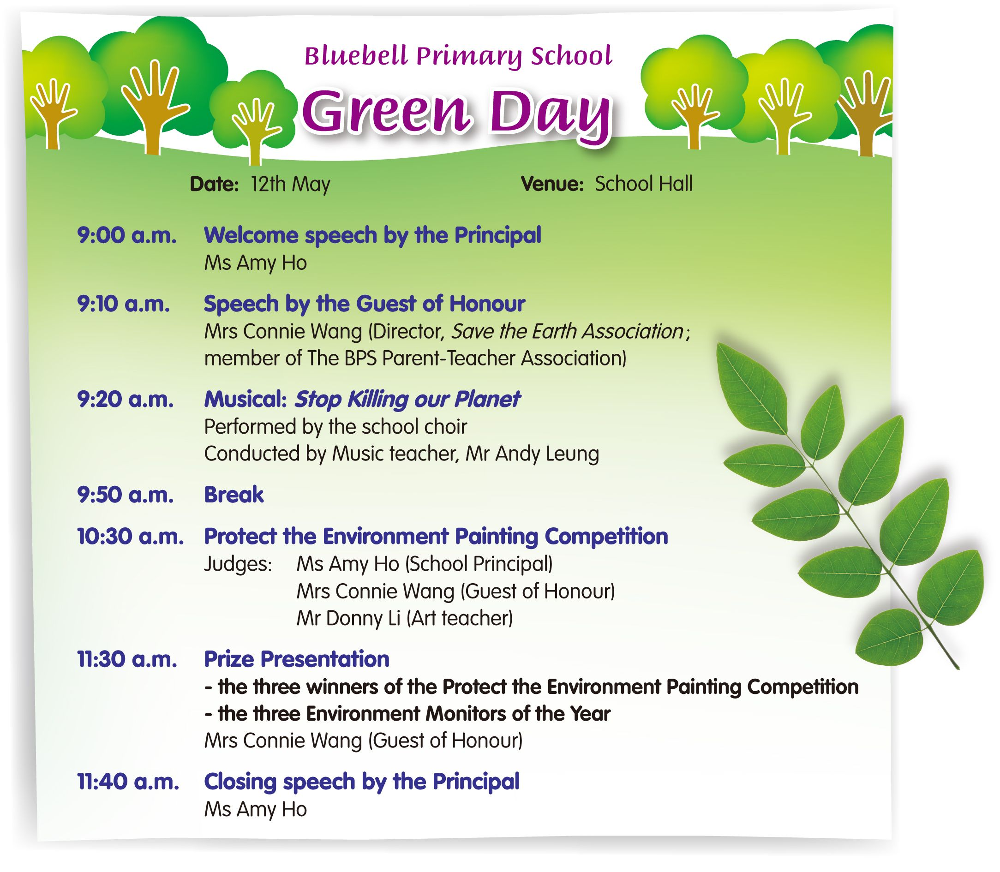 Bluebell Primary School
Green Day
Date: 12th May Venue: School Hall
9:00 a.m. Welcome speech by the Principal
Ms Amy Ho
9:10 a.m. Speech by the Guest of Honour
Mrs Connie Wang (Director, Save the Earth Association;
member of The BPS Parent-Teacher Association)
9:20 a.m. Musical: Stop Killing our Planet
Performed by the school choir
Conducted by Music teacher, Mr Andy Leung
9:50 a.m. Break
10:30 a.m. Protect the Environment Painting Competition
Judges: Ms Amy Ho (School Principal)
Mrs Connie Wang (Guest of Honour)
Mr Donny Li (Art teacher)
11:30 a.m. Prize Presentation
- the three winners of the Protect the Environment Painting Competition
- the three Environment Monitors of the Year
Mrs Connie Wang (Guest of Honour)
11:40 a.m. Closing speech by the Principal
Ms Amy Ho